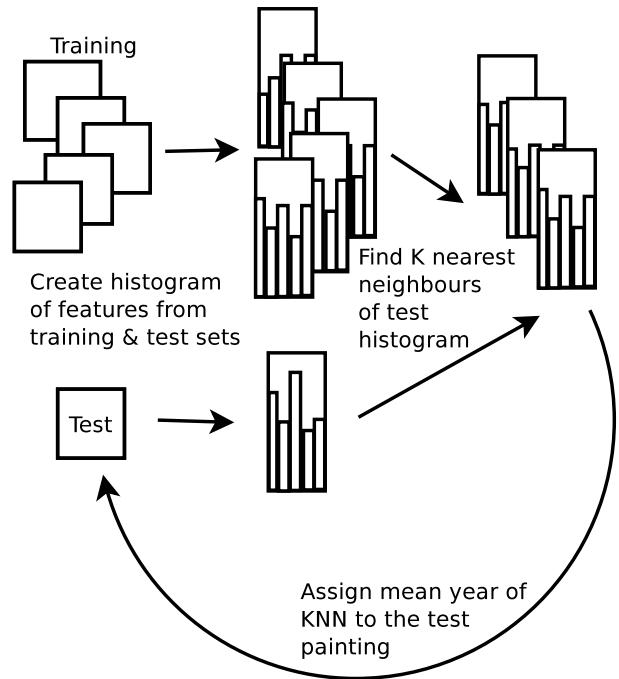 Training
Create histogram
of features from
training & test sets
Find K nearest
neighbours
of test
histogram
Test
Assign mean year of
KNN to the test
painting